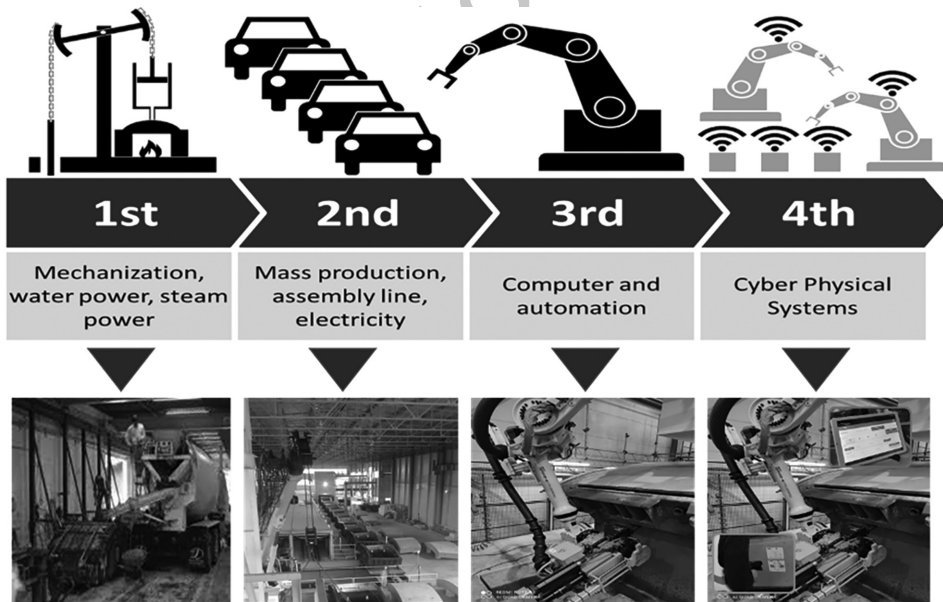 1st
2nd
3rd
4th
Mechanization,
water power, steam
power
Mass production,
assembly line,
electricity
Computer and
automation
Cyber Physical
Systems